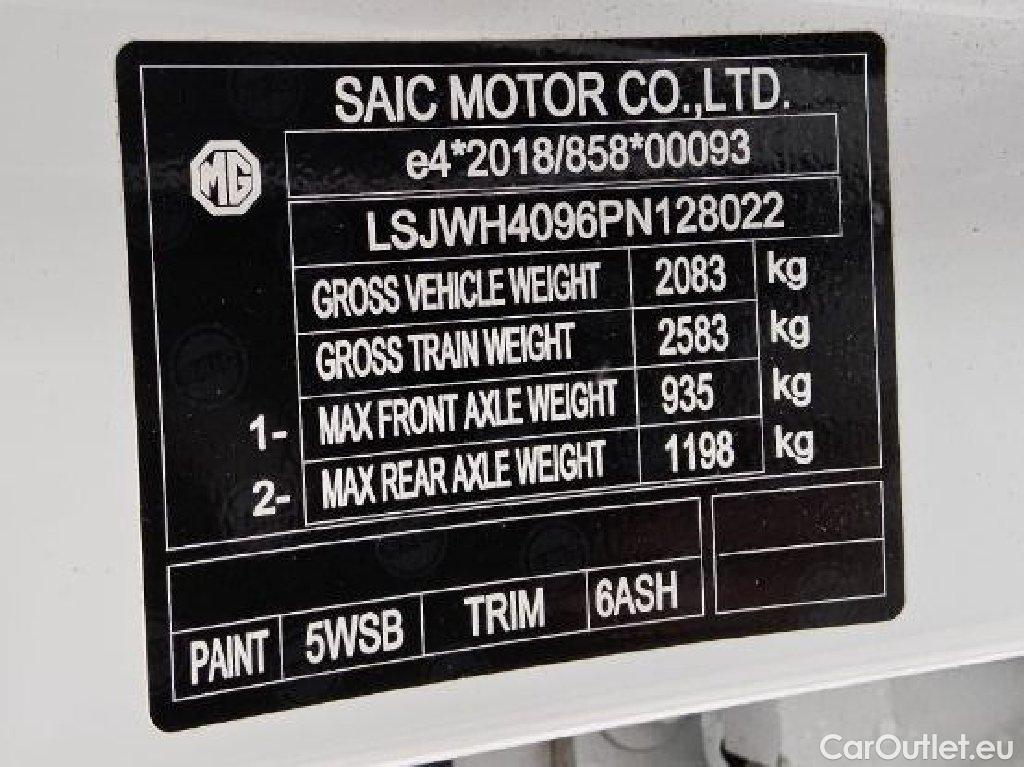 SAIC MOTOR CO.,LTD.
MG
e4*2018/858*00093
LSJWH4096PN128022
GROSS VEHICLE WEIGHT 2083 kg
GROSS TRAIN WEIGHT 2583 kg
1- MAX FRONT AXLE WEIGHT 935 kg
2- MAX REAR AXLE WEIGHT 1198 kg
PAINT 5WSB TRIM 6ASH
CarOutlet.eu